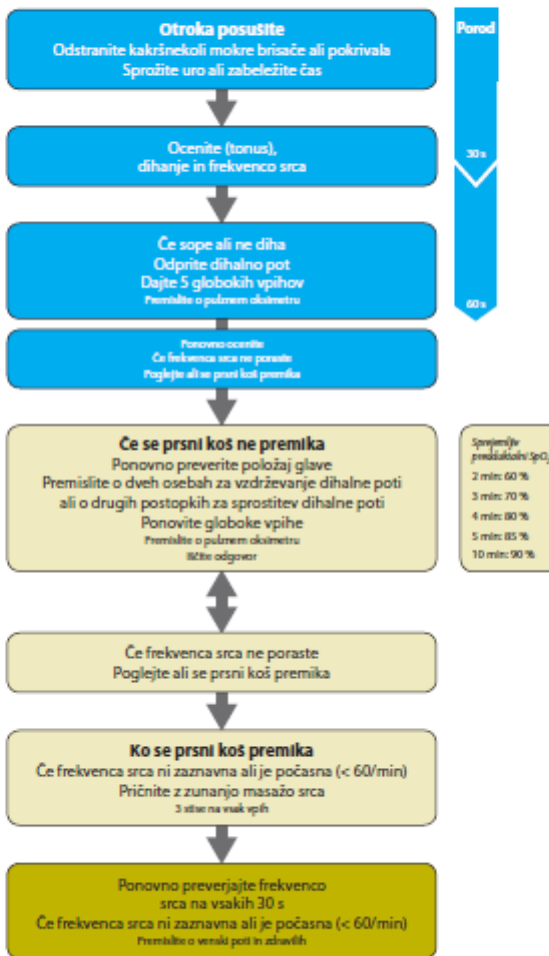 Otroka posušite
Odstranite kakršnekoli mokre brisače ali pokrivala
Sprožite uro ali zabeležite čas
Porod
Ocenite (tonus),
dihanje in frekvenco srca
30 s
Če sope ali ne diha
Odprite dihalno pot
Dajte 5 globokih vpihov
Premislite o pulznem oksimetru
60 s
Ponovno ocenite
Če frekvenca srca ne poraste
Poglejte ali se prsni koš premika
Če se prsni koš ne premika
Ponovno preverite položaj glave
Premislite o dveh osebah za vzdrževanje dihalne poti
ali o drugih postopkih za sprostitev dihalne poti
Ponovite globoke vpihe
Premislite o pulznem oksimetru
Iščite odgovor
Sprejemljiv
preduktalni SpO₂
2 min: 60 %
3 min: 70 %
4 min: 80 %
5 min: 85 %
10 min: 90 %
Če frekvenca srca ne poraste
Poglejte ali se prsni koš premika
Ko se prsni koš premika
Če frekvenca srca ni zaznavna ali je počasna (< 60/min)
Pričnite z zunanjo masažo srca
3 stise na vsak vpih
Ponovno preverjajte frekvenco
srca na vsakih 30 s
Če frekvenca srca ni zaznavna ali je počasna (< 60/min)
Premislite o venski poti in zdravilih